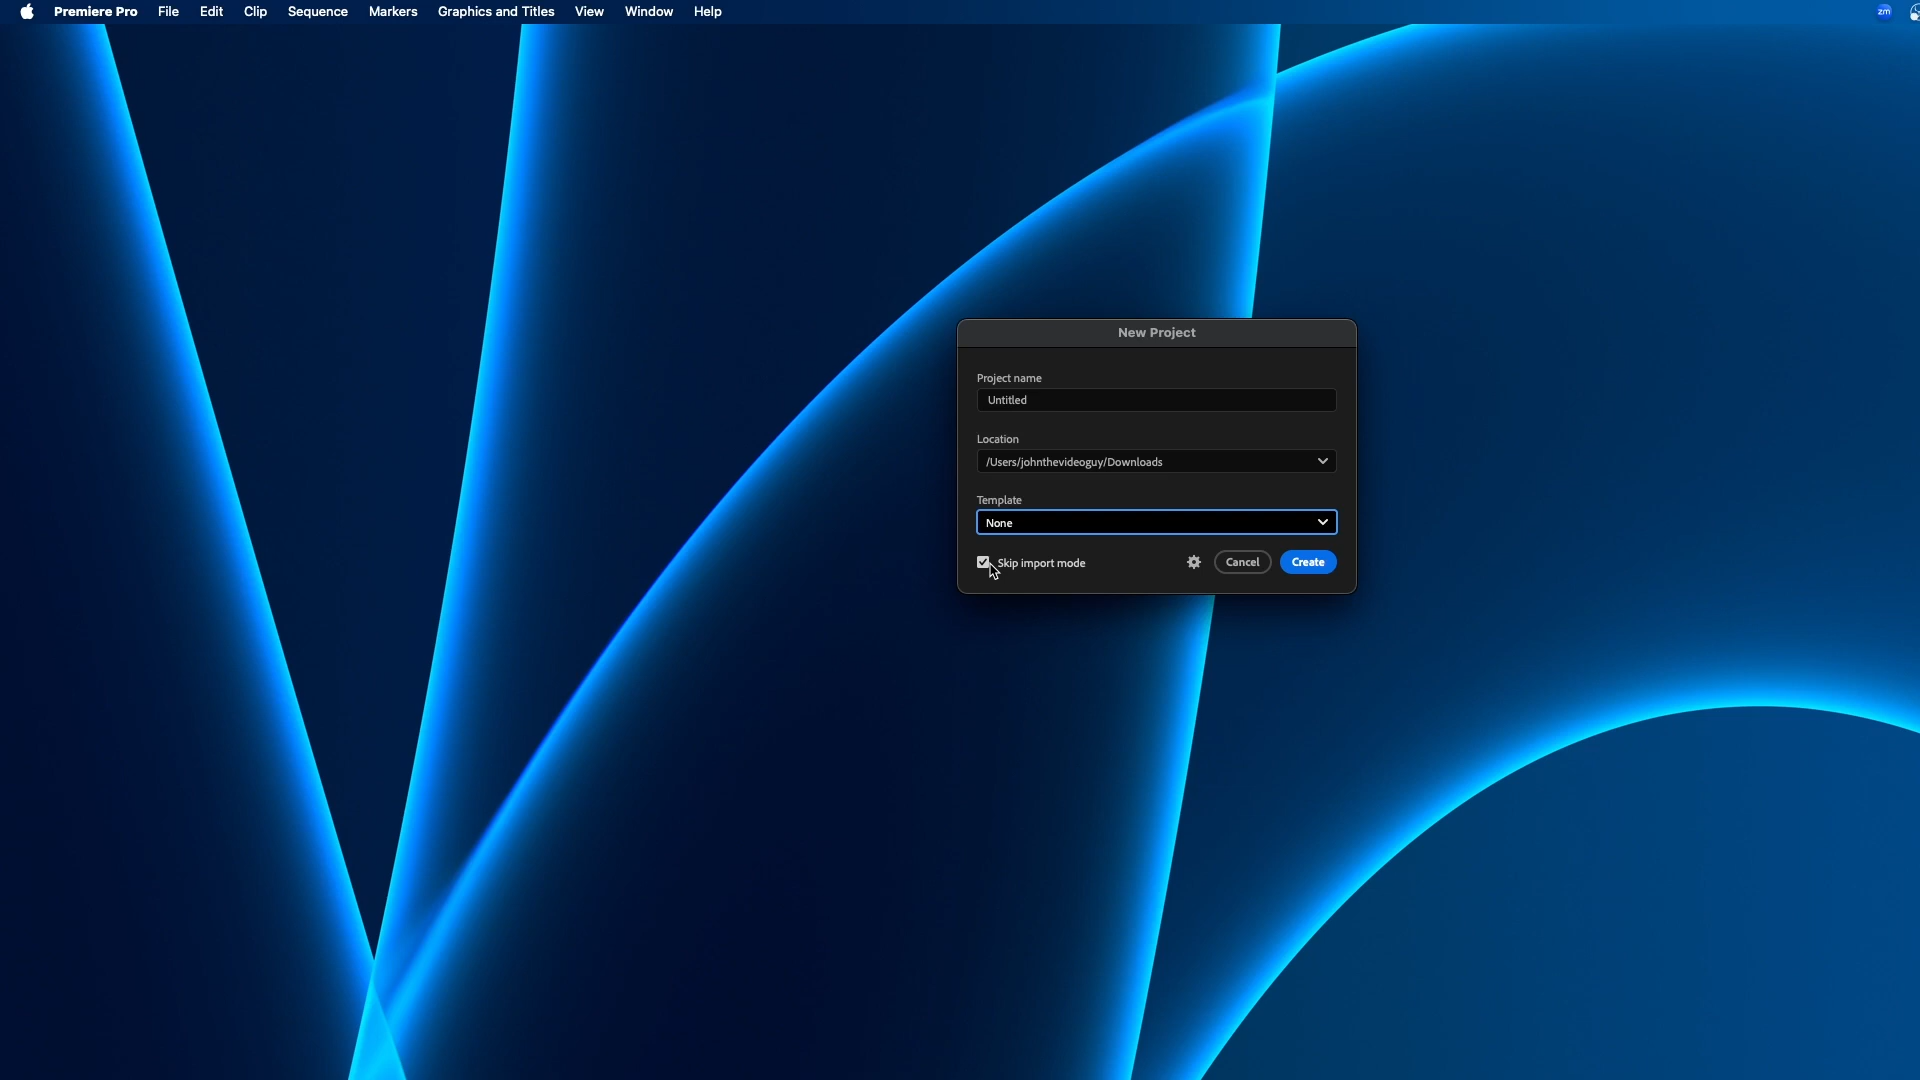 Premiere Pro File Edit Clip Sequence Markers Graphics and Titles View Window Help zm
New Project
Project name
Untitled
Location
/Users/johnthevideoguy/Downloads
Template
None
Skip import mode Cancel Create